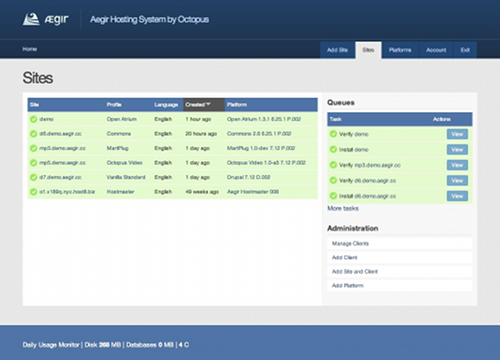 ÆGIR Aegir Hosting System by Octopus
Home Add Site Sites Platforms Account Exit
Sites
Site Profile Language Created Platform
demo Open Atrium English 1 hour ago Open Atrium 1.3.1 6.25.1 P.002
d6.demo.aegir.cc Commons English 20 hours ago Commons 2.6 6.25.1 P.002
mp3.demo.aegir.cc MartPlug English 1 day ago MartPlug 1.0-dev 7.12 P.002
mp5.demo.aegir.cc Octopus Video English 1 day ago Octopus Video 1.0-a5 7.12 P.002
d7.demo.aegir.cc Vanilla Standard English 1 day ago Drupal 7.12 D.002
o1.x189q.nyc.host8.biz Hostmaster English 49 weeks ago Aegir Hostmaster 006
Queues
Task Actions
Verify demo View
Install demo View
Verify mp3.demo.aegir.cc View
Verify d6.demo.aegir.cc View
Install d6.demo.aegir.cc View
More tasks
Administration
Manage Clients
Add Client
Add Site and Client
Add Platform
Daily Usage Monitor | Disk 268 MB | Databases 0 MB | 4 C